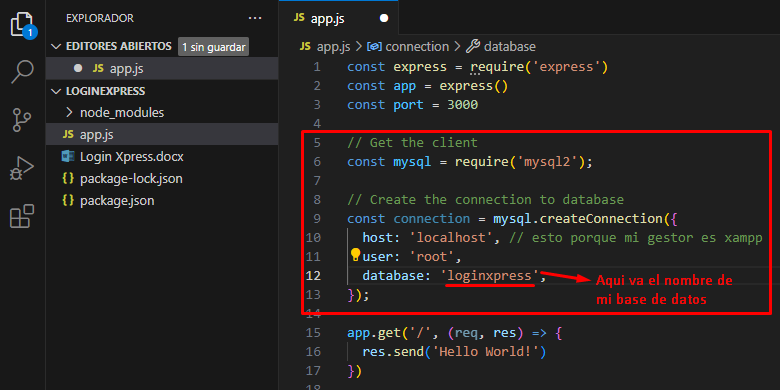 EXPLORADOR
EDITORES ABIERTOS 1 sin guardar
JS app.js
LOGINEXPRESS
node_modules
JS app.js
Login Xpress.docx
{} package-lock.json
{} package.json
1
JS app.js
JS app.js > connection > database
1 const express = require('express')
2 const app = express()
3 const port = 3000
5 // Get the client
6 const mysql = require('mysql2');
7
8 // Create the connection to database
9 const connection = mysql.createConnection({
10 host: 'localhost', // esto porque mi gestor es xampp
11 user: 'root',
12 database: 'loginxpress',
13 });
14
15 app.get('/', (req, res) => {
16 res.send('Hello World!')
17 })
Aqui va el nombre de
mi base de datos